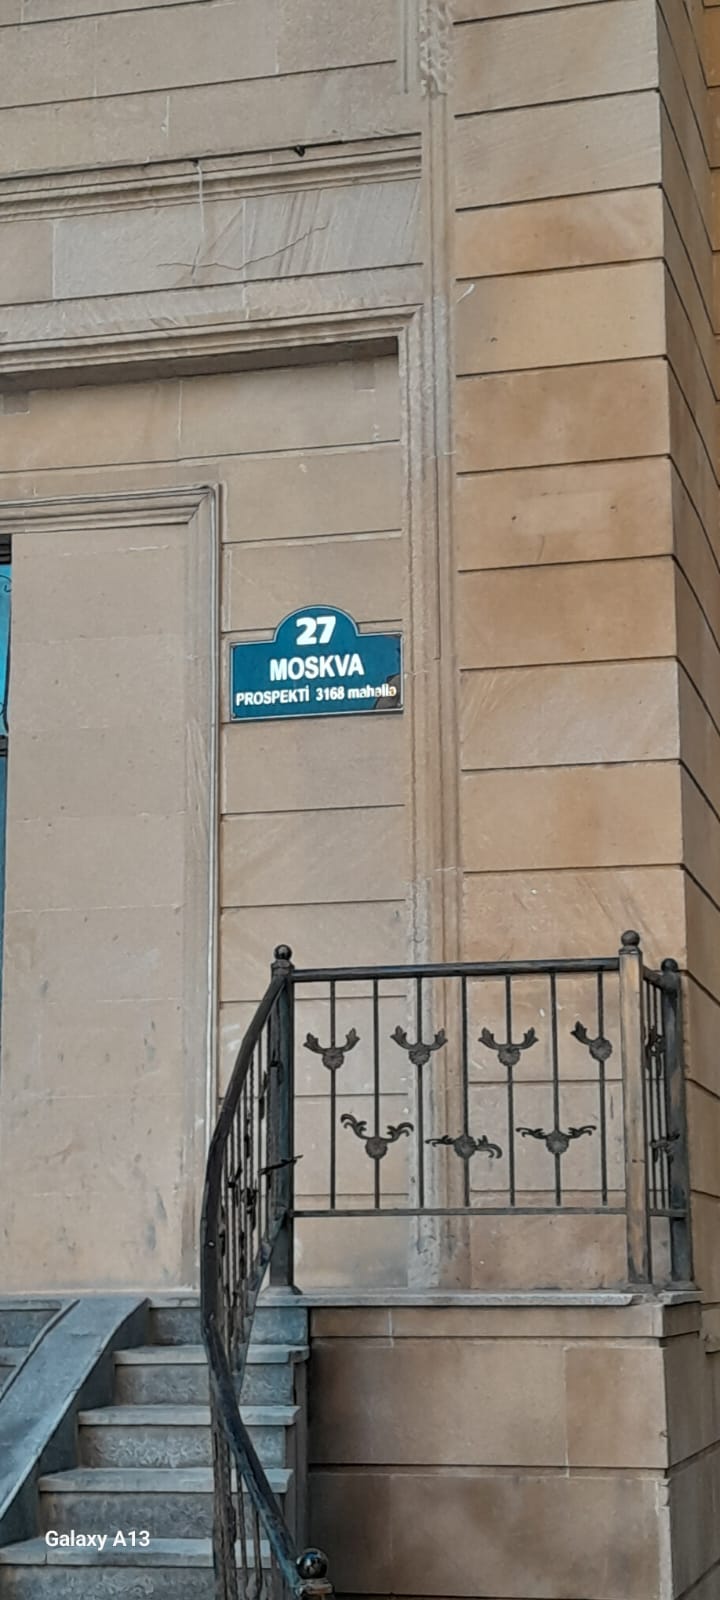 27
MOSKVA
PROSPEKTİ 3168 məhəllə
Galaxy A13